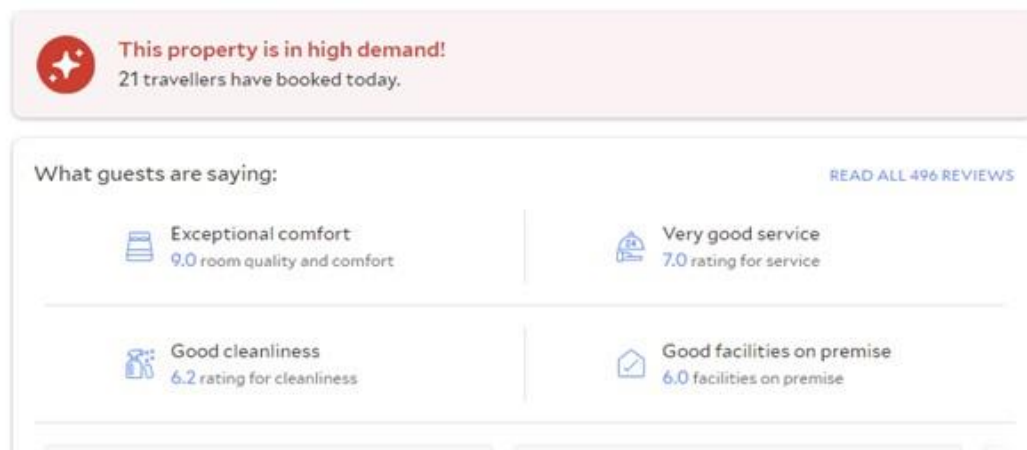 This property is in high demand!
21 travellers have booked today.
What guests are saying:
READ ALL 496 REVIEWS
Exceptional comfort
9.0 room quality and comfort
Very good service
24
7.0 rating for service
Good cleanliness
6.2 rating for cleanliness
Good facilities on premise
6.0 facilities on premise